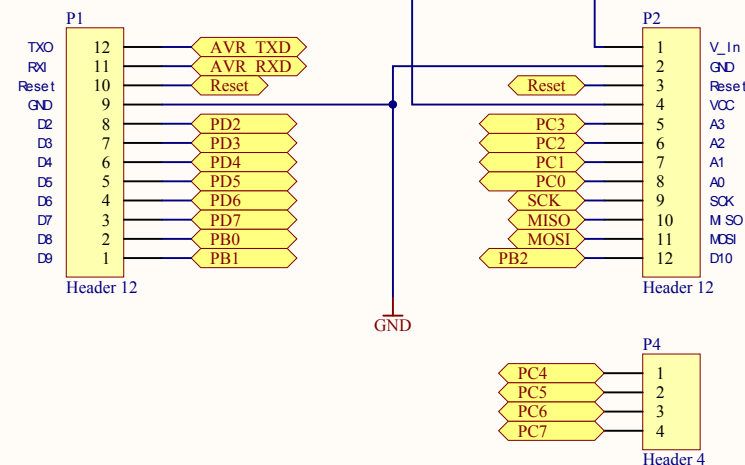 P1
TXO 12 AVR_TXD
RXI 11 AVR_RXD
Reset 10 Reset
GND 9
D2 8 PD2
D3 7 PD3
D4 6 PD4
D5 5 PD5
D6 4 PD6
D7 3 PD7
D8 2 PB0
D9 1 PB1
Header 12
GND
P2
1 V_In
2 GND
Reset 3 Reset
4 VCC
PC3 5 A3
PC2 6 A2
PC1 7 A1
PC0 8 A0
SCK 9 SCK
MISO 10 MISO
MOSI 11 MOSI
PB2 12 D10
Header 12
P4
PC4 1
PC5 2
PC6 3
PC7 4
Header 4